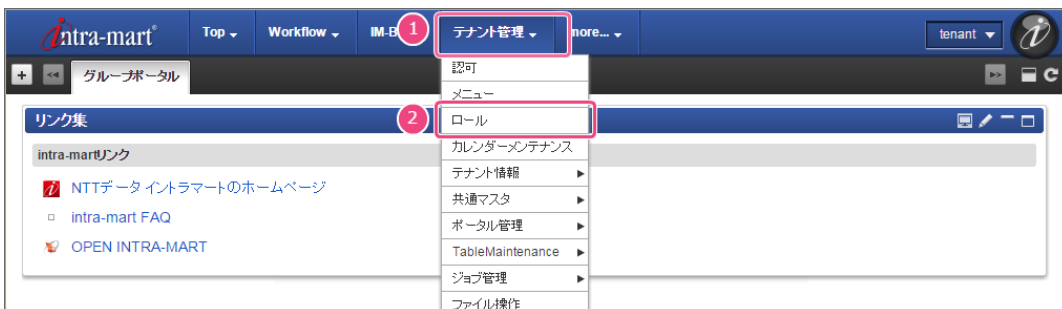 intra-mart®
Top
Workflow
IM-B
1
テナント管理
more...
tenant
グループポータル
認可
メニュー
2
ロール
カレンダーメンテナンス
テナント情報
共通マスタ
ポータル管理
TableMaintenance
ジョブ管理
ファイル操作
リンク集
intra-martリンク
NTTデータ イントラマートのホームページ
intra-mart FAQ
OPEN INTRA-MART